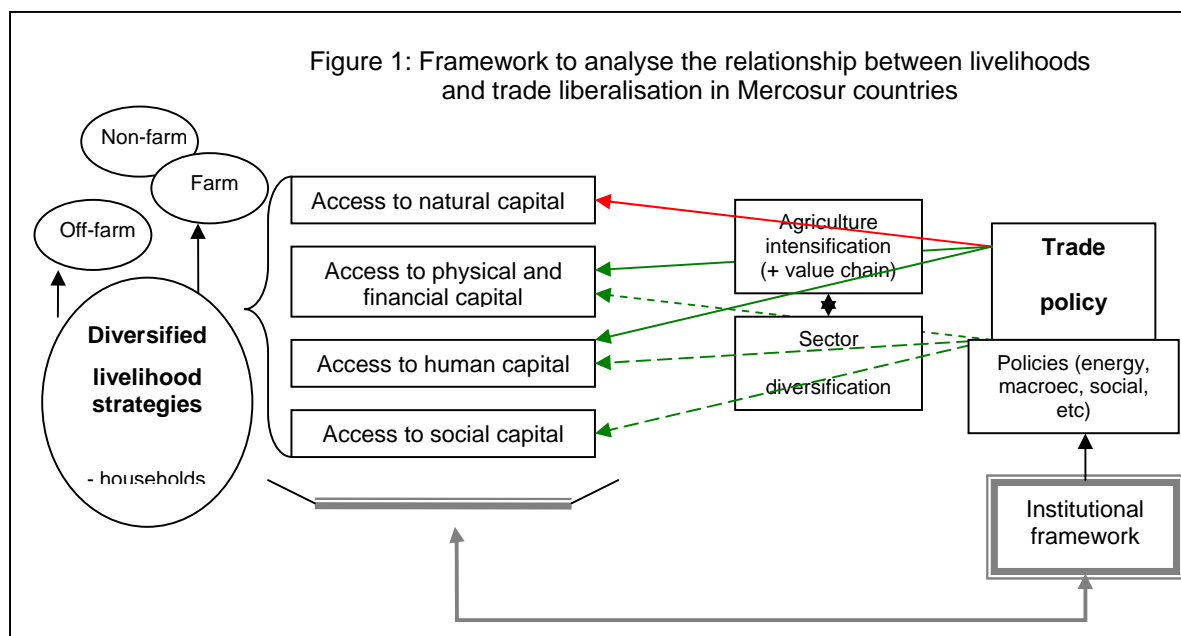 Figure 1: Framework to analyse the relationship between livelihoods
and trade liberalisation in Mercosur countries
Non-farm
Farm
Off-farm
Diversified
livelihood
strategies
- households
Access to natural capital
Access to physical and
financial capital
Access to human capital
Access to social capital
Agriculture
intensification
(+ value chain)
Sector
diversification
Trade
policy
Policies (energy,
macroec, social,
etc)
Institutional
framework